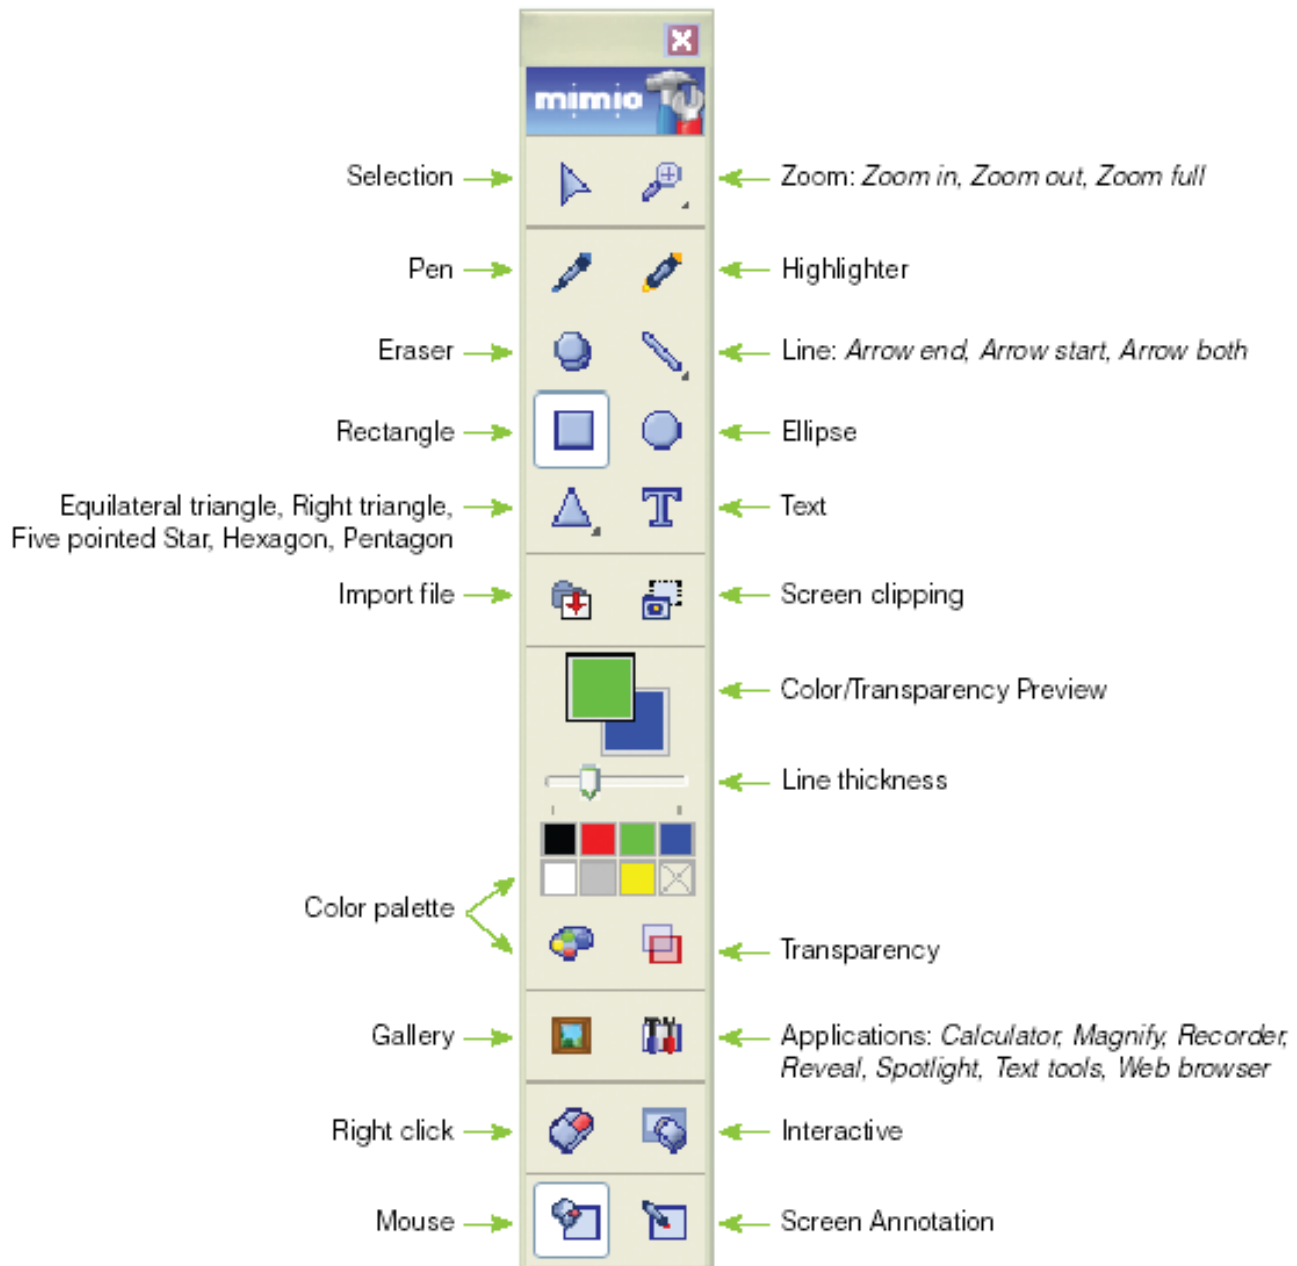 mimio
Selection
Zoom: Zoom in, Zoom out, Zoom full
Pen
Highlighter
Eraser
Line: Arrow end, Arrow start, Arrow both
Rectangle
Ellipse
Equilateral triangle, Right triangle,
Five pointed Star, Hexagon, Pentagon
T
Text
Import file
Screen clipping
Color/Transparency Preview
Line thickness
Color palette
Transparency
Gallery
Applications: Calculator, Magnify, Recorder,
Reveal, Spotlight, Text tools, Web browser
Right click
Interactive
Mouse
Screen Annotation